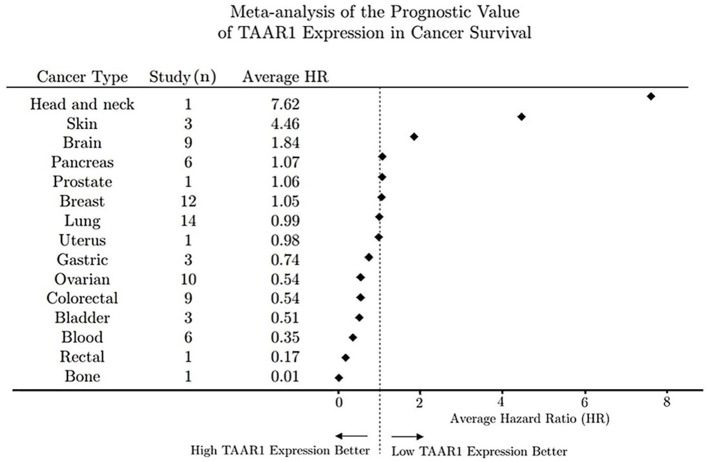 Meta-analysis of the Prognostic Value
of TAAR1 Expression in Cancer Survival
Cancer Type Study (n) Average HR
Head and neck 1 7.62
Skin 3 4.46
Brain 9 1.84
Pancreas 6 1.07
Prostate 1 1.06
Breast 12 1.05
Lung 14 0.99
Uterus 1 0.98
Gastric 3 0.74
Ovarian 10 0.54
Colorectal 9 0.54
Bladder 3 0.51
Blood 6 0.35
Rectal 1 0.17
Bone 1 0.01
0 2 4 6 8
Average Hazard Ratio (HR)
High TAAR1 Expression Better Low TAAR1 Expression Better